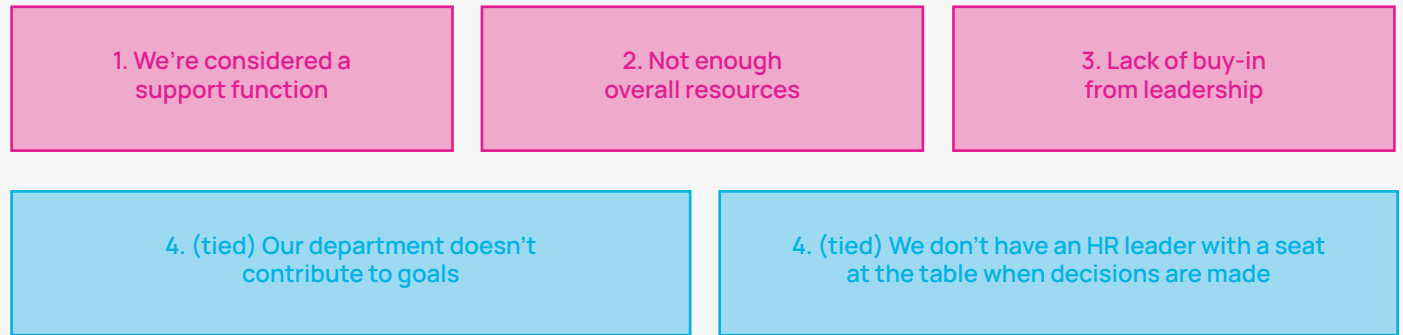 1. We’re considered a
support function
2. Not enough
overall resources
3. Lack of buy-in
from leadership
4. (tied) Our department doesn’t
contribute to goals
4. (tied) We don’t have an HR leader with a seat
at the table when decisions are made